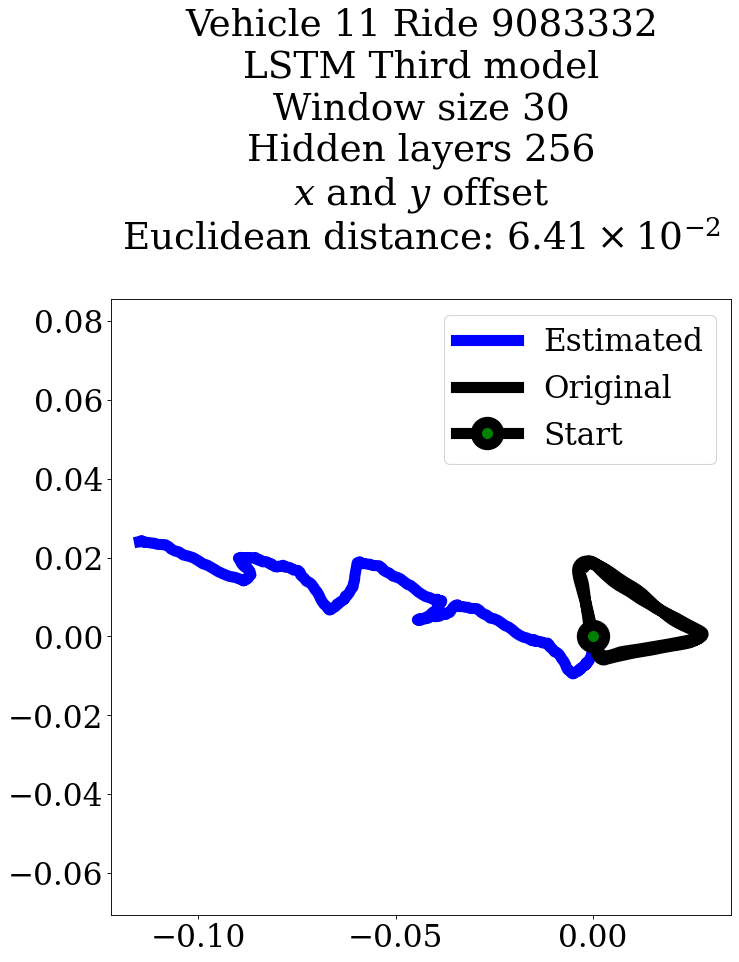 Vehicle 11 Ride 9083332
LSTM Third model
Window size 30
Hidden layers 256
x and y offset
Euclidean distance: 6.41 × 10⁻²
Estimated
Original
Start
0.08
0.06
0.04
0.02
0.00
−0.02
−0.04
−0.06
−0.10
−0.05
0.00